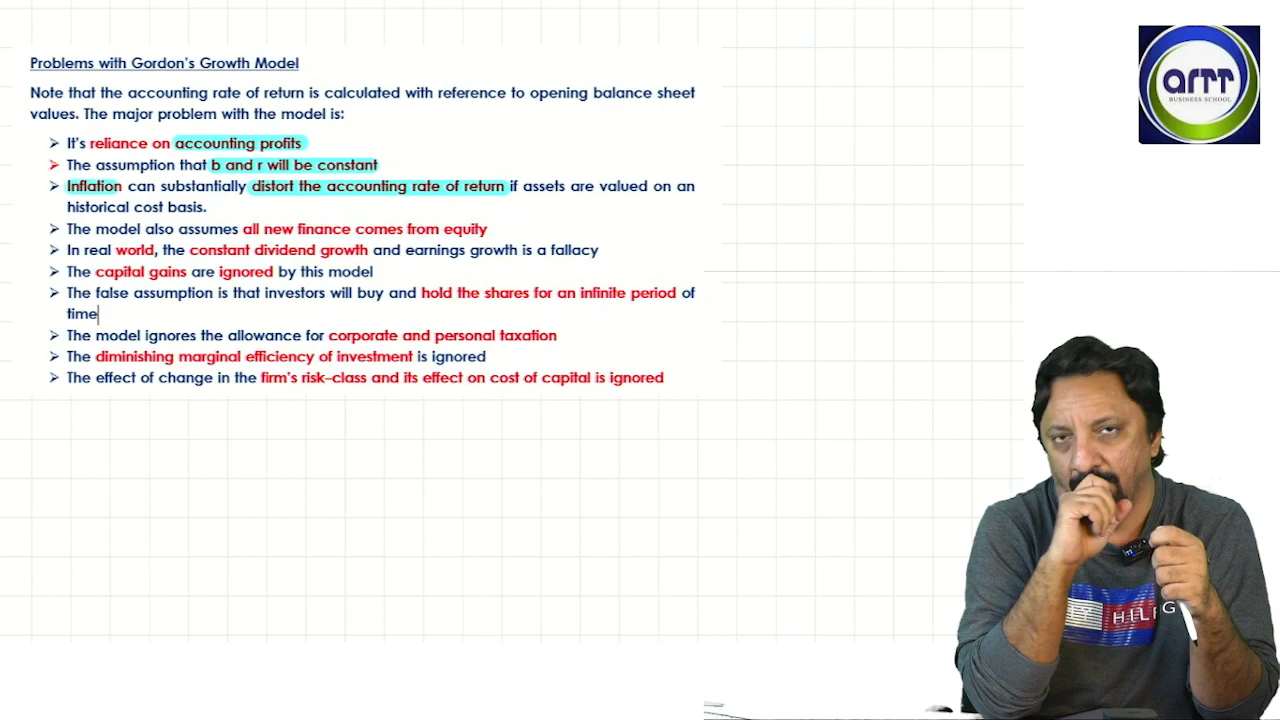 Problems with Gordon's Growth Model
Note that the accounting rate of return is calculated with reference to opening balance sheet
values. The major problem with the model is:
➢ It's reliance on accounting profits
➢ The assumption that b and r will be constant
➢ Inflation can substantially distort the accounting rate of return if assets are valued on an
historical cost basis.
➢ The model also assumes all new finance comes from equity
➢ In real world, the constant dividend growth and earnings growth is a fallacy
➢ The capital gains are ignored by this model
➢ The false assumption is that investors will buy and hold the shares for an infinite period of
time
➢ The model ignores the allowance for corporate and personal taxation
➢ The diminishing marginal efficiency of investment is ignored
➢ The effect of change in the firm's risk–class and its effect on cost of capital is ignored
artt
BUSINESS SCHOOL